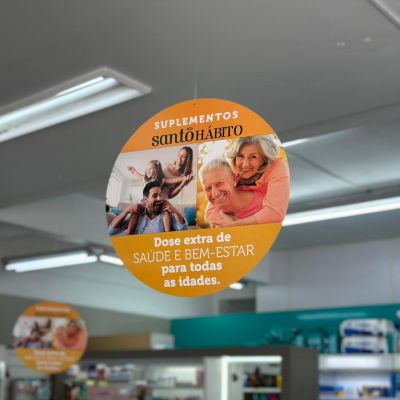 SUPLEMENTOS
santo HÁBITO
Dose extra de
SAÚDE E BEM-ESTAR
para todas
as idades.